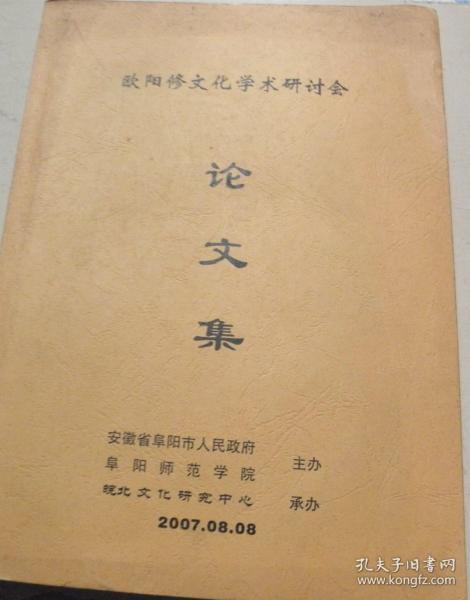 欧阳修文化学术研讨会
论
文
集
安徽省阜阳市人民政府
阜阳师范学院
主办
皖北文化研究中心 承办
2007.08.08
孔夫子旧书网
www.kongfz.com